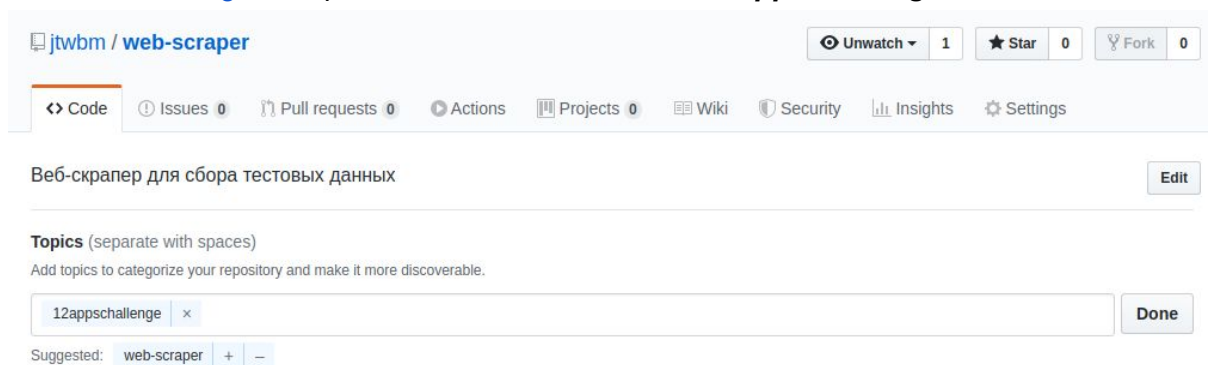 jtwbm / web-scraper
Unwatch 1 Star 0 Fork 0
Code Issues 0 Pull requests 0 Actions Projects 0 Wiki Security Insights Settings
Веб-скрапер для сбора тестовых данных
Edit
Topics (separate with spaces)
Add topics to categorize your repository and make it more discoverable.
12appschallenge ×
Done
Suggested: web-scraper + –